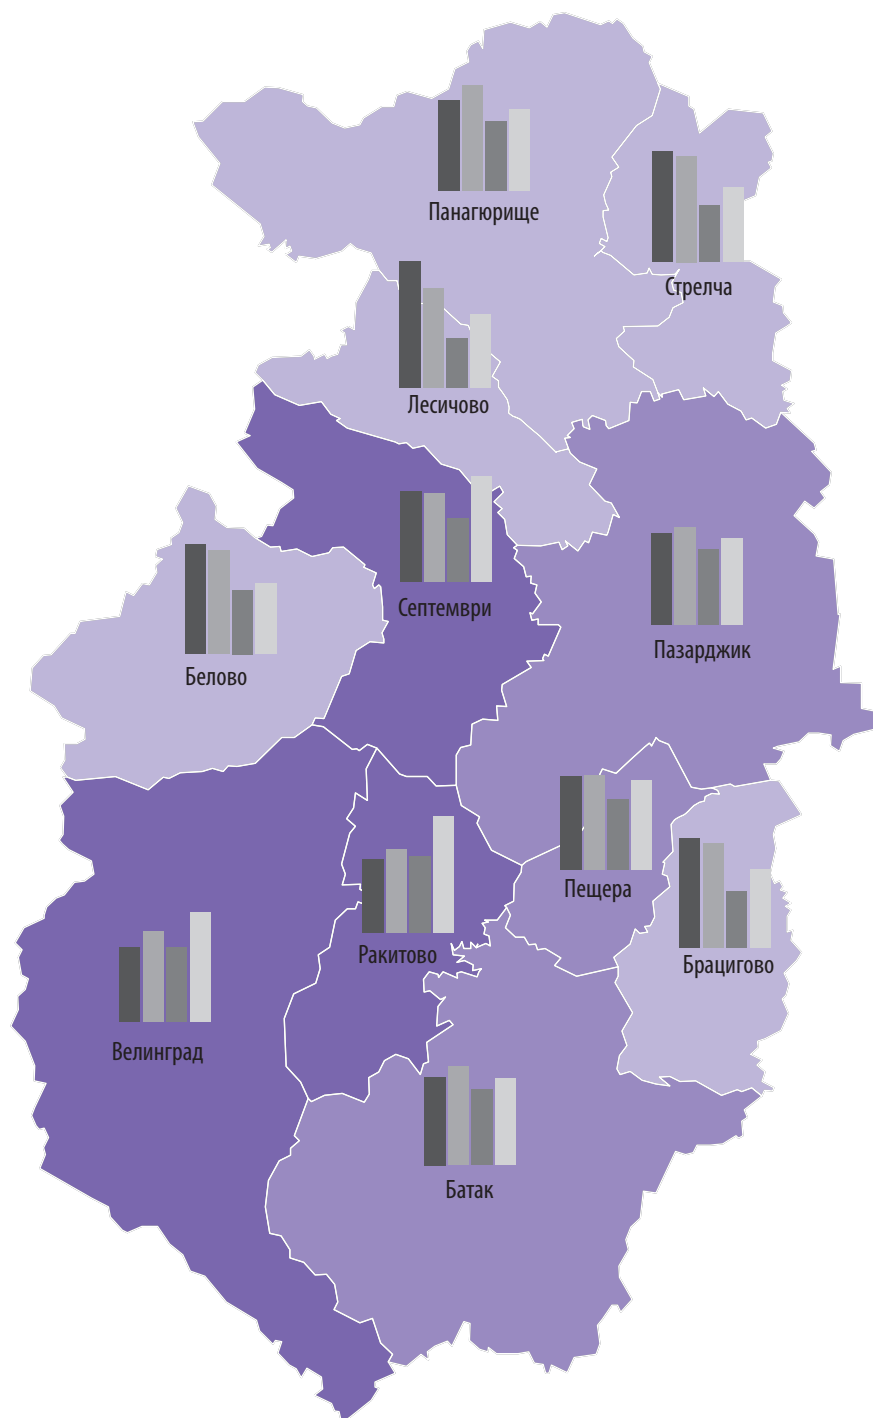 Панагюрище
Стрелча
Лесичово
Септември
Пазарджик
Белово
Пещера
Ракитово
Брацигово
Велинград
Батак